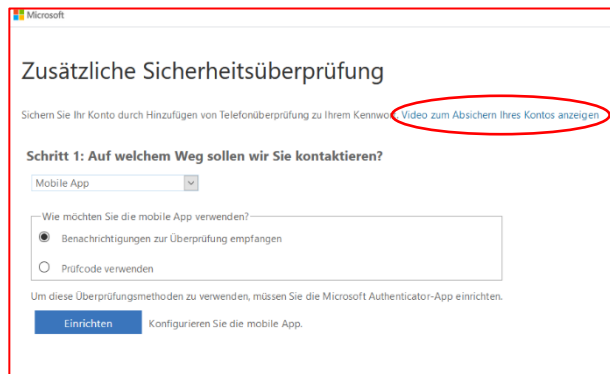 Microsoft
Zusätzliche Sicherheitsüberprüfung
Sichern Sie Ihr Konto durch Hinzufügen von Telefonüberprüfung zu Ihrem Kennwort. Video zum Absichern Ihres Kontos anzeigen
Schritt 1: Auf welchem Weg sollen wir Sie kontaktieren?
Mobile App
Wie möchten Sie die mobile App verwenden?
Benachrichtigungen zur Überprüfung empfangen
Prüfcode verwenden
Um diese Überprüfungsmethoden zu verwenden, müssen Sie die Microsoft Authenticator-App einrichten.
Einrichten Konfigurieren Sie die mobile App.